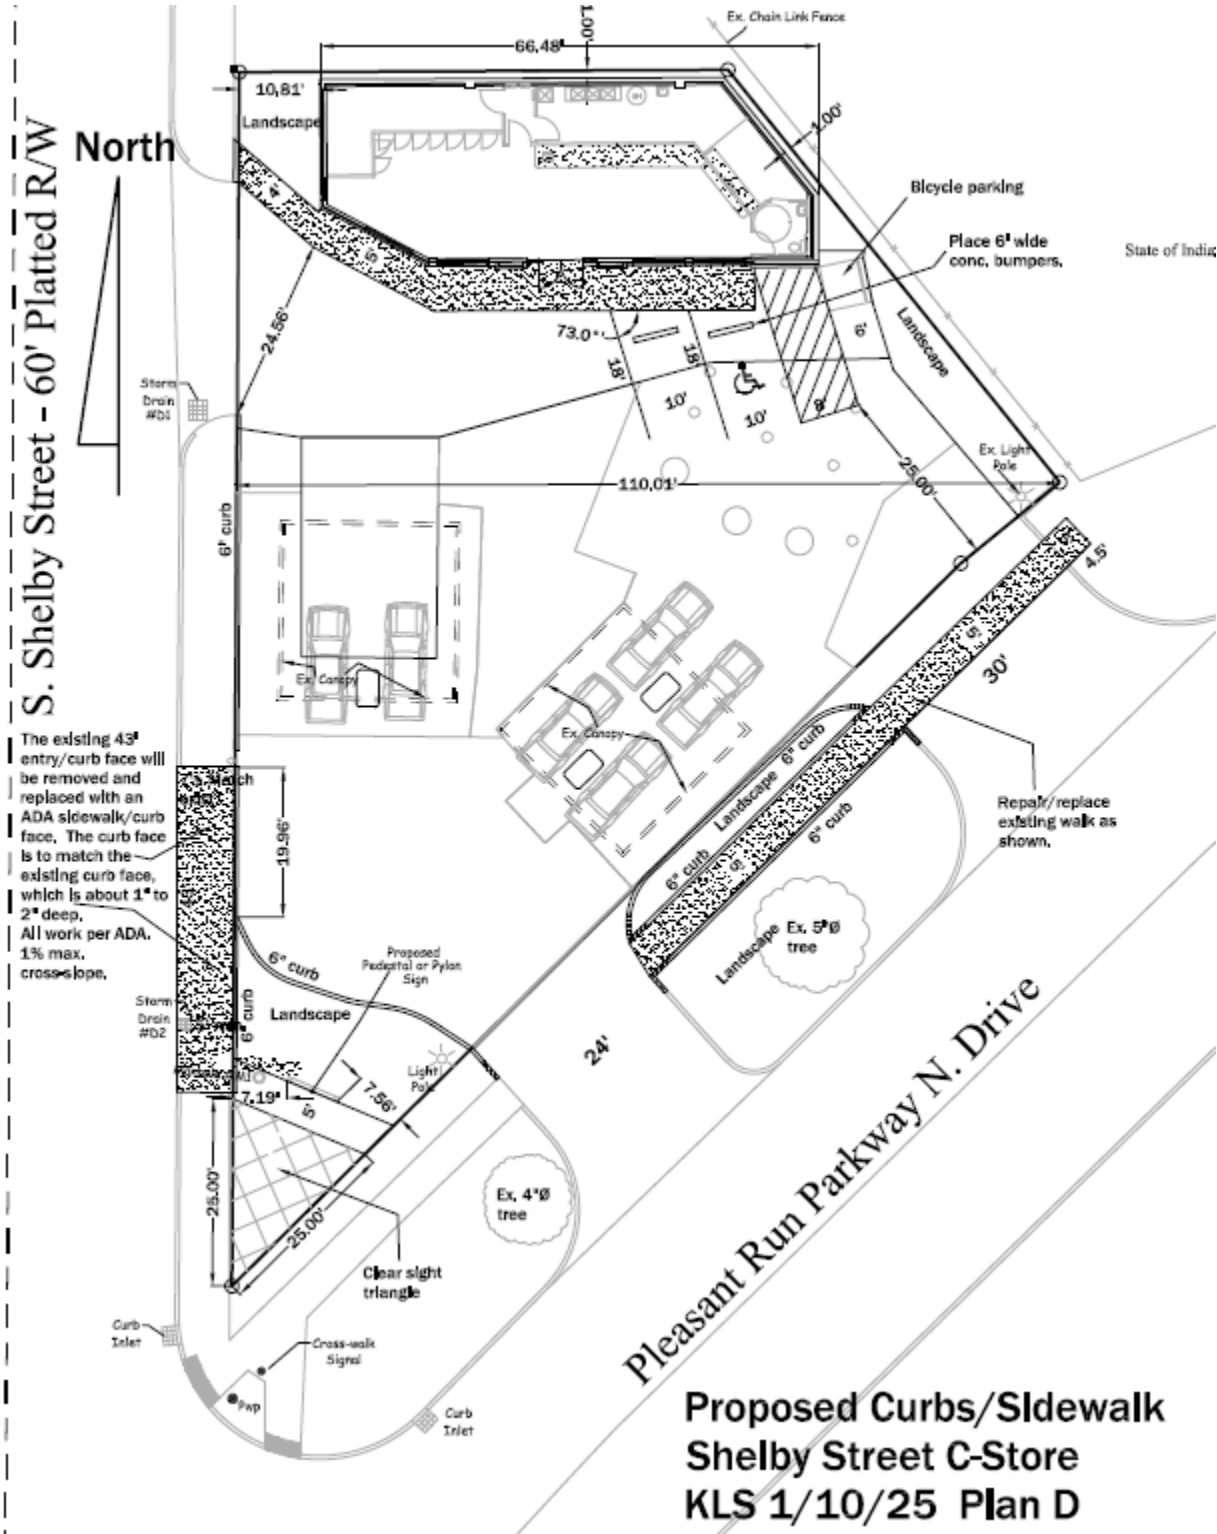 Ex. Chain Link Fence
1.00'
66.48'
10.81'
Landscape
1.00'
North
S. Shelby Street - 60' Platted R/W
Bicycle parking
Place 6" wide
conc. bumpers.
State of India
4'
5'
24.56'
73.0°
18'
18'
10'
10'
8'
6'
Landscape
Storm
Drain
#D1
Ex. Light
Pole
25.00'
110.01'
6" curb
4.5'
5'
30'
Ex. Canopy
Ex. Canopy
The existing 43"
entry/curb face will
be removed and
replaced with an
ADA sidewalk/curb
face. The curb face
is to match the
existing curb face,
which is about 1" to
2" deep.
All work per ADA.
1% max.
cross-slope.
19.96'
6" curb
Landscape
6" curb
5'
6" curb
Repair/replace
existing walk as
shown.
Landscape
Ex. 5"Ø
tree
6" curb
Proposed
Pedestal or Pylon
Sign
Storm
Drain
#D2
6" curb
Landscape
Light
Pole
24'
7.19'
5'
7.56'
25.00'
25.00'
Ex. 4"Ø
tree
Clear sight
triangle
Pleasant Run Parkway N. Drive
Curb
Inlet
Cross-walk
Signal
Pwp
Curb
Inlet
Proposed Curbs/Sidewalk
Shelby Street C-Store
KLS 1/10/25 Plan D